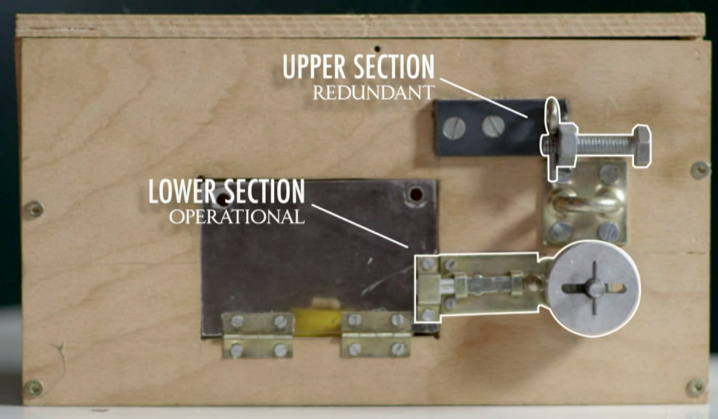 UPPER SECTION
REDUNDANT
LOWER SECTION
OPERATIONAL